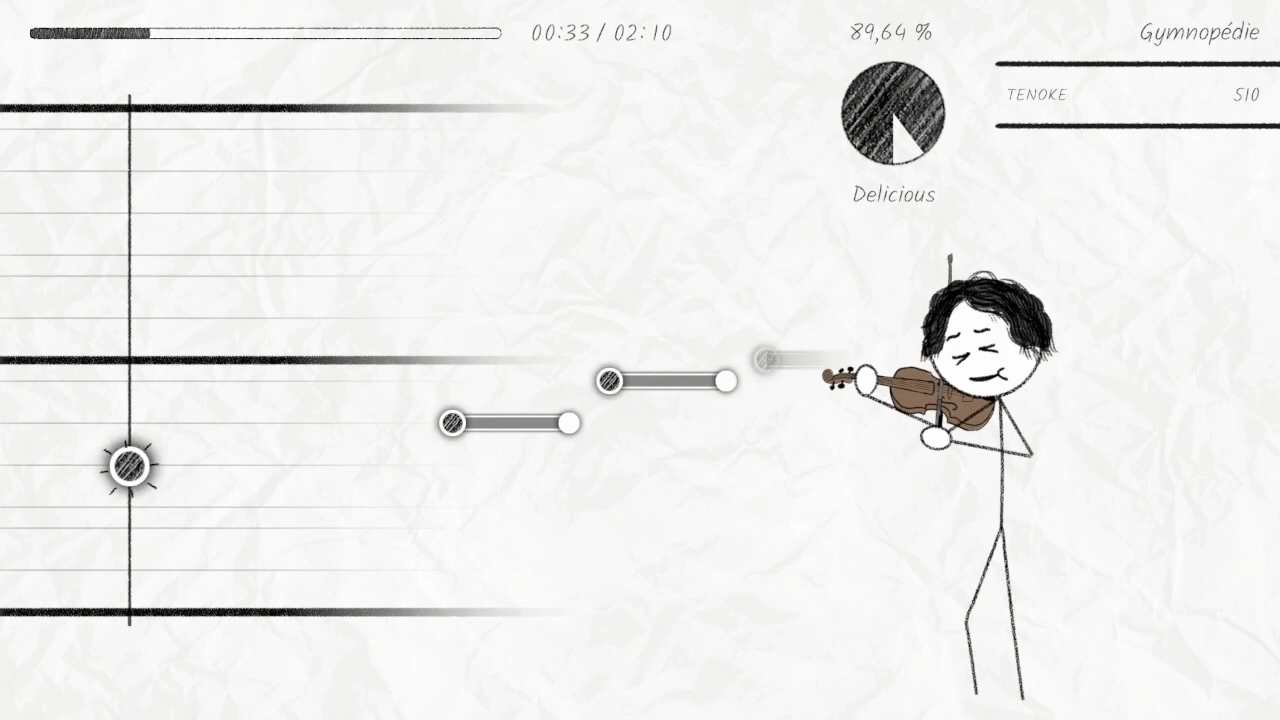 00:33 / 02:10
89,64 %
Gymnopédie
TENOKE 510
Delicious